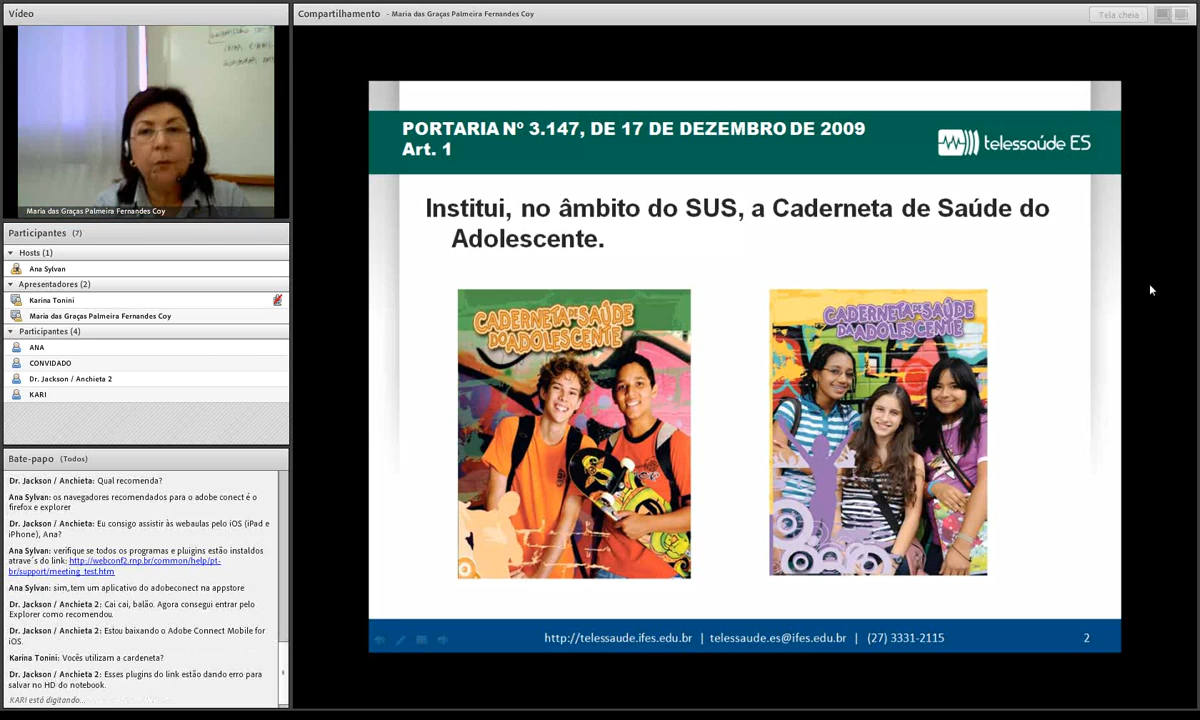 Vídeo
Maria das Graças Palmeira Fernandes Coy
Participantes (7)
Hosts (1)
Ana Sylvan
Apresentadores (2)
Karina Tonini
Maria das Graças Palmeira Fernandes Coy
Participantes (4)
ANA
CONVIDADO
Dr. Jackson / Anchieta 2
KARI
Bate-papo (Todos)
Dr. Jackson / Anchieta: Qual recomenda?
Ana Sylvan: os navegadores recomendados para o adobe conect é o
firefox e explorer
Dr. Jackson / Anchieta: Eu consigo assistir às webaulas pelo iOS (iPad e
iPhone), Ana?
Ana Sylvan: verifique se todos os programas e pluigins estão instaldos
atrave´s do link: http://webconf2.rnp.br/common/help/pt-
br/support/meeting_test.htm
Ana Sylvan: sim,tem um aplicativo do adobeconect na appstore
Dr. Jackson / Anchieta 2: Cai cai, balão. Agora consegui entrar pelo
Explorer como recomendou.
Dr. Jackson / Anchieta 2: Estou baixando o Adobe Connect Mobile for
iOS.
Karina Tonini: Vocês utilizam a cardeneta?
Dr. Jackson / Anchieta 2: Esses plugins do link estão dando erro para
salvar no HD do notebook.
KARI está digitando...
Compartilhamento - Maria das Graças Palmeira Fernandes Coy
Tela cheia
PORTARIA Nº 3.147, DE 17 DE DEZEMBRO DE 2009
Art. 1
telessaúde ES
Institui, no âmbito do SUS, a Caderneta de Saúde do
Adolescente.
CADERNETA DE SAÚDE
DO ADOLESCENTE
CADERNETA DE SAÚDE
DA ADOLESCENTE
http://telessaude.ifes.edu.br | telessaude.es@ifes.edu.br | (27) 3331-2115
2